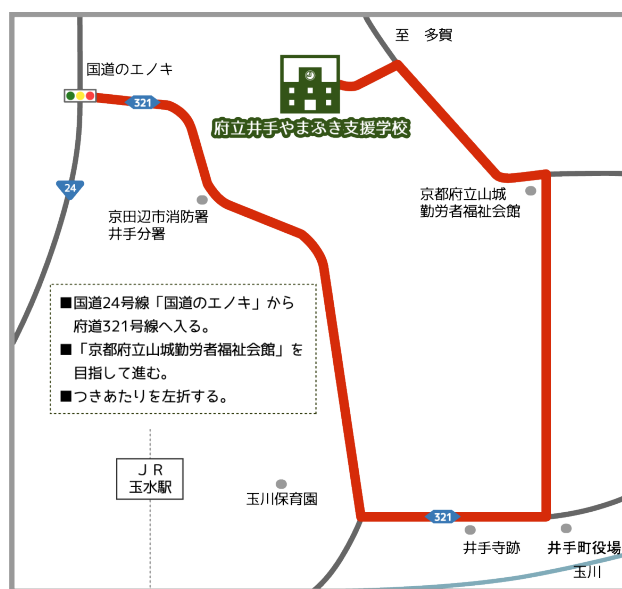 至　多賀
国道のエノキ
321
府立井手やまぶき支援学校
24
京田辺市消防署
井手分署
京都府立山城
勤労者福祉会館
■国道24号線「国道のエノキ」から
府道321号線へ入る。
■「京都府立山城勤労者福祉会館」を
目指して進む。
■つきあたりを左折する。
ＪＲ
玉水駅
玉川保育園
321
井手寺跡
井手町役場
玉川